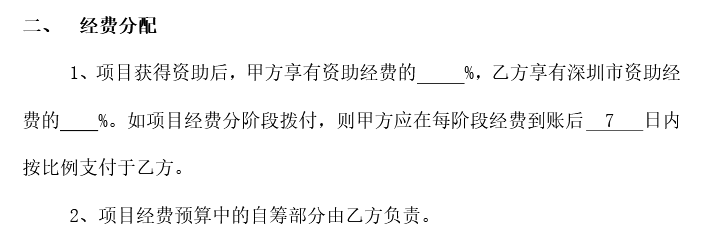 二、 经费分配
1、项目获得资助后，甲方享有资助经费的_____%，乙方享有深圳市资助经
费的____%。如项目经费分阶段拨付，则甲方应在每阶段经费到账后__7___日内
按比例支付于乙方。
2、项目经费预算中的自筹部分由乙方负责。